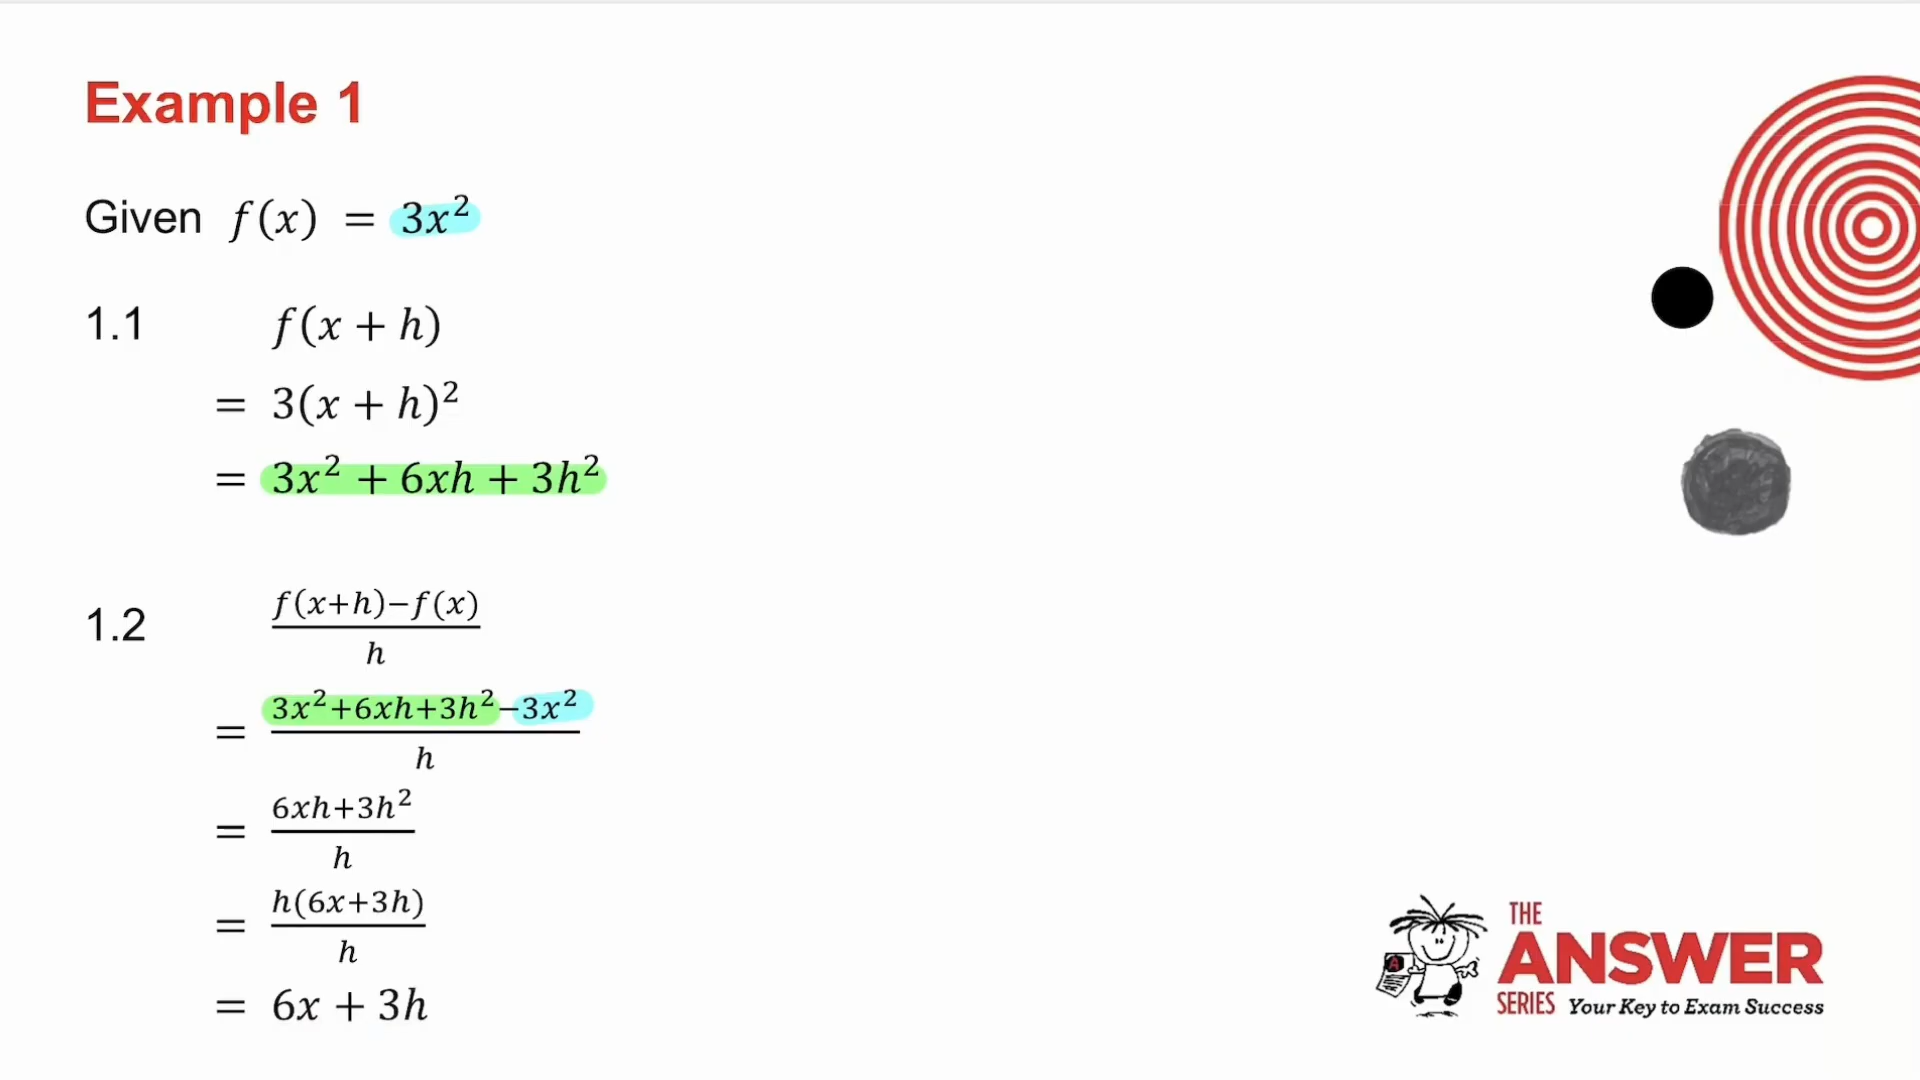 Example 1
Given f(x) = 3x²
1.1 f(x + h)
= 3(x + h)²
= 3x² + 6xh + 3h²
1.2 f(x+h)−f(x)
h
= 3x²+6xh+3h²−3x²
h
= 6xh+3h²
h
= h(6x+3h)
h
= 6x + 3h
A
THE
ANSWER
SERIES Your Key to Exam Success